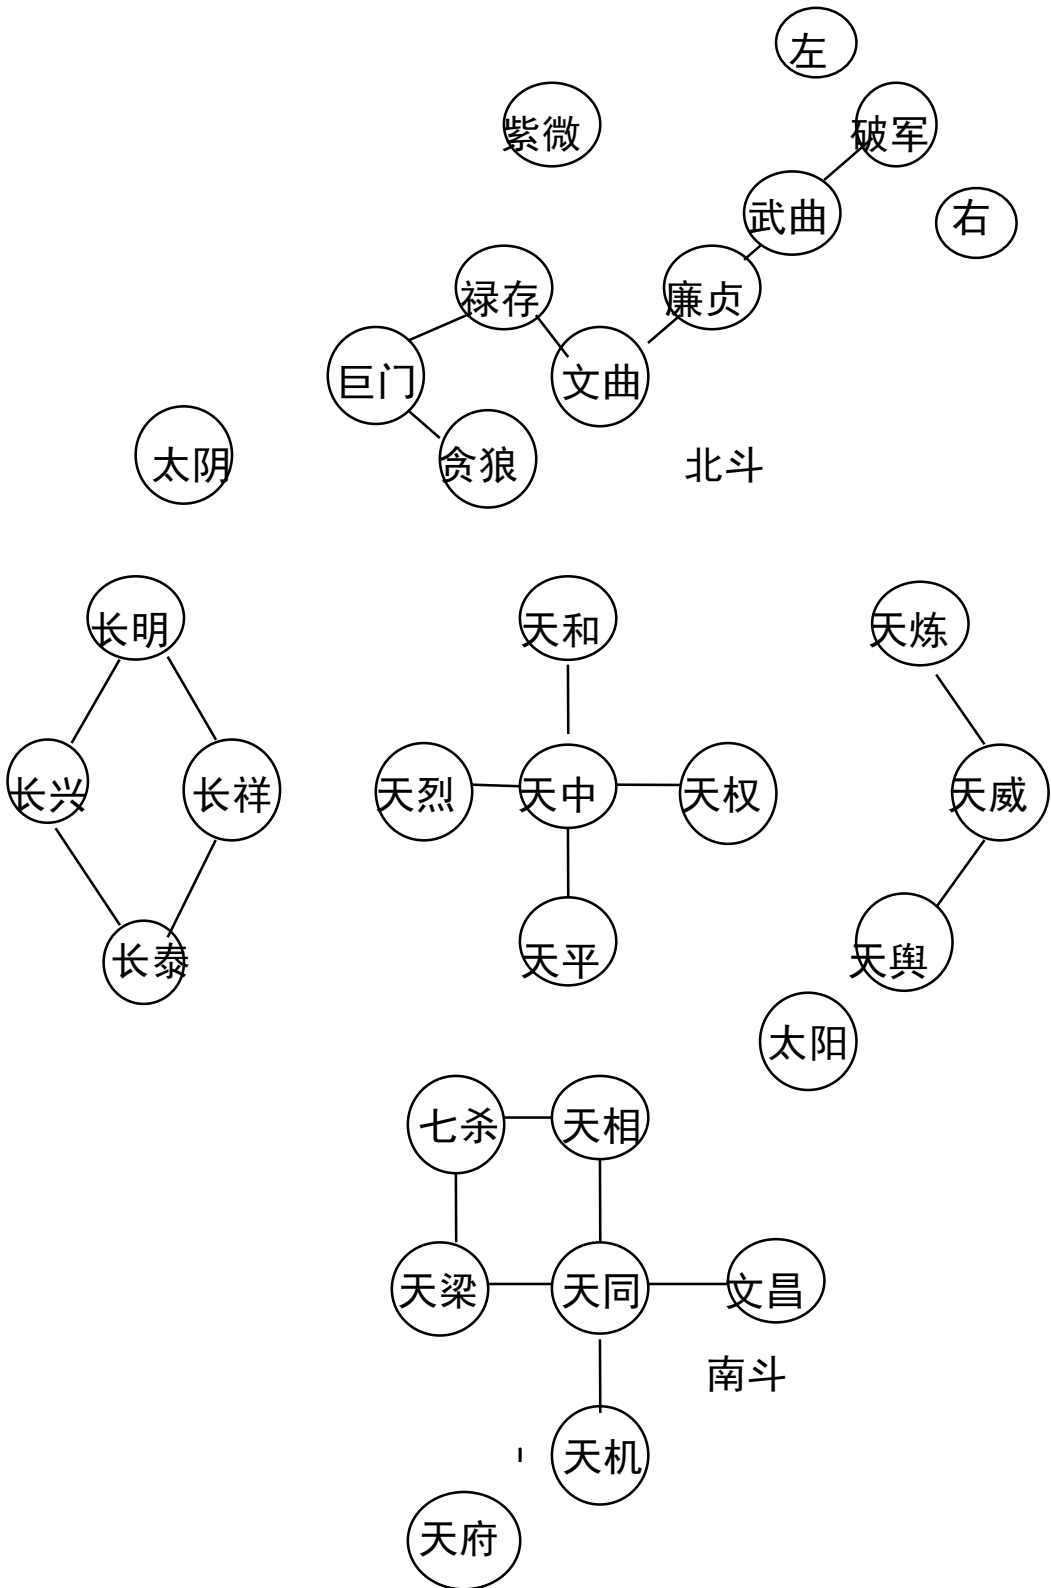 左
紫微
破军
武曲
右
禄存
廉贞
巨门
文曲
太阴
贪狼
北斗
长明
天和
天炼
长兴
长祥
天烈
天中
天权
天威
长泰
天平
天舆
太阳
七杀
天相
天梁
天同
文昌
南斗
天机
天府